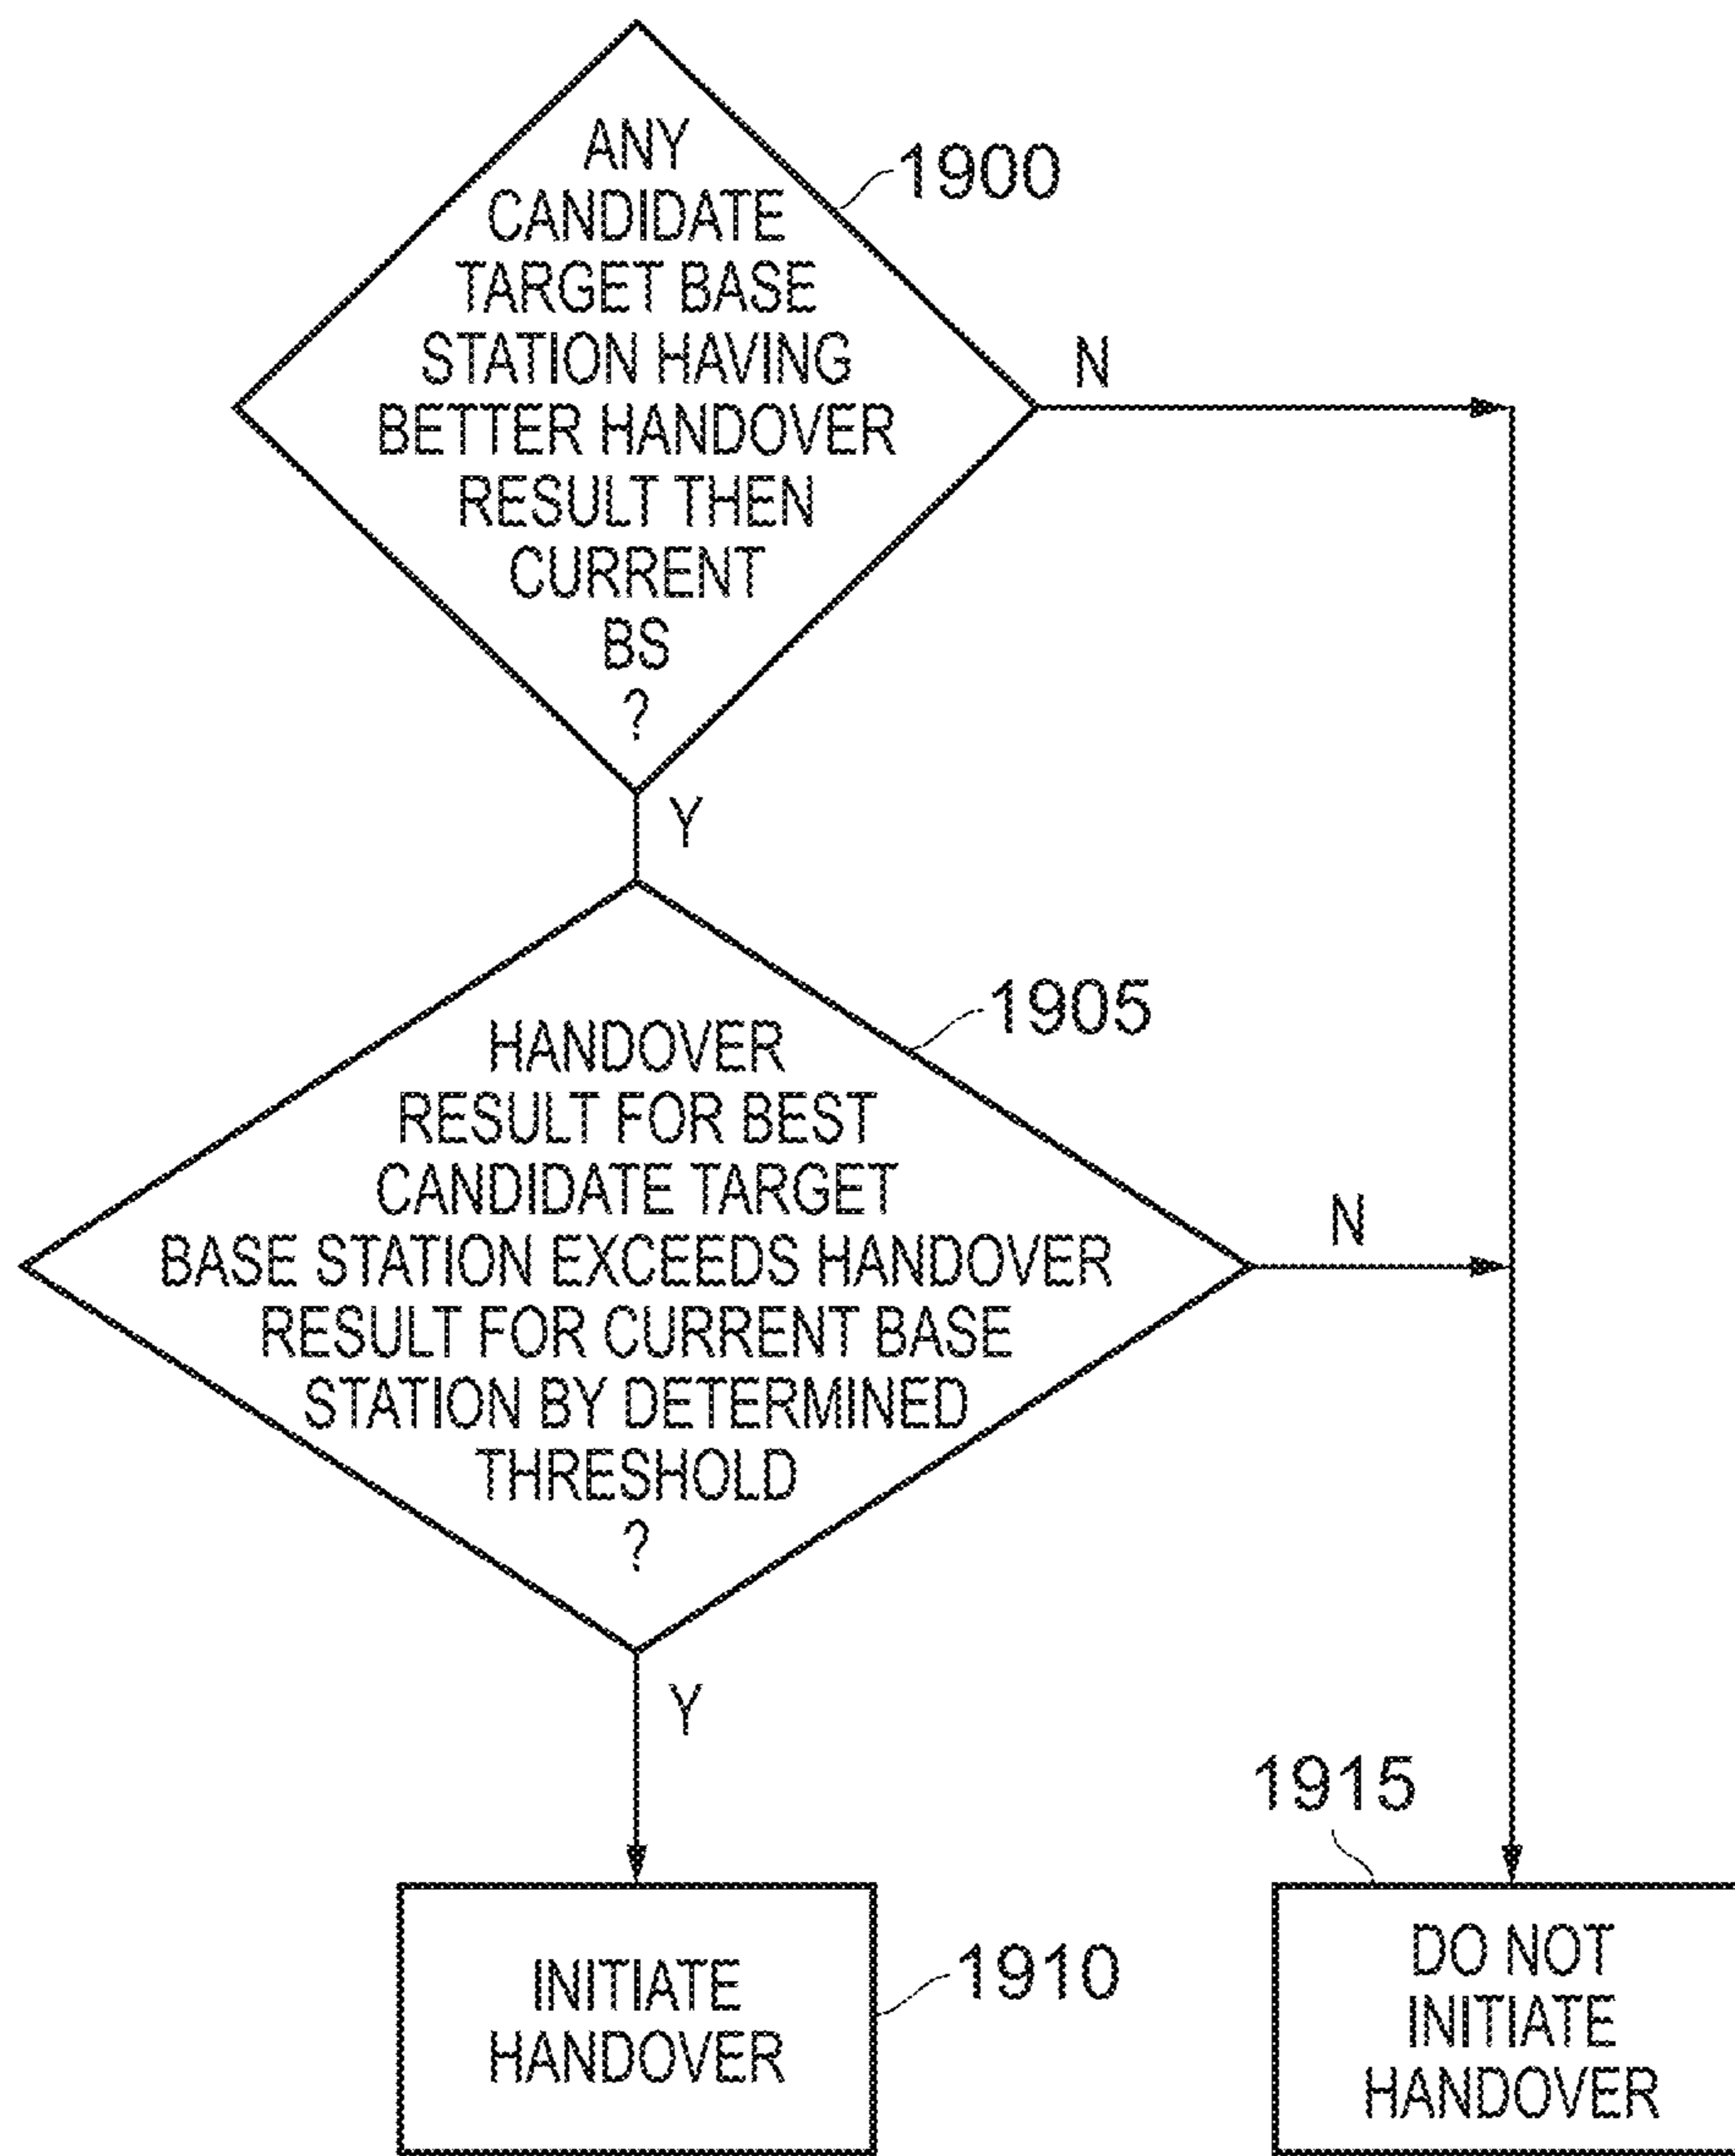 ANY
CANDIDATE
TARGET BASE
STATION HAVING
BETTER HANDOVER
RESULT THEN
CURRENT
BS
?
1900
N
Y
HANDOVER
RESULT FOR BEST
CANDIDATE TARGET
BASE STATION EXCEEDS HANDOVER
RESULT FOR CURRENT BASE
STATION BY DETERMINED
THRESHOLD
?
1905
N
Y
INITIATE
HANDOVER
1910
1915
DO NOT
INITIATE
HANDOVER